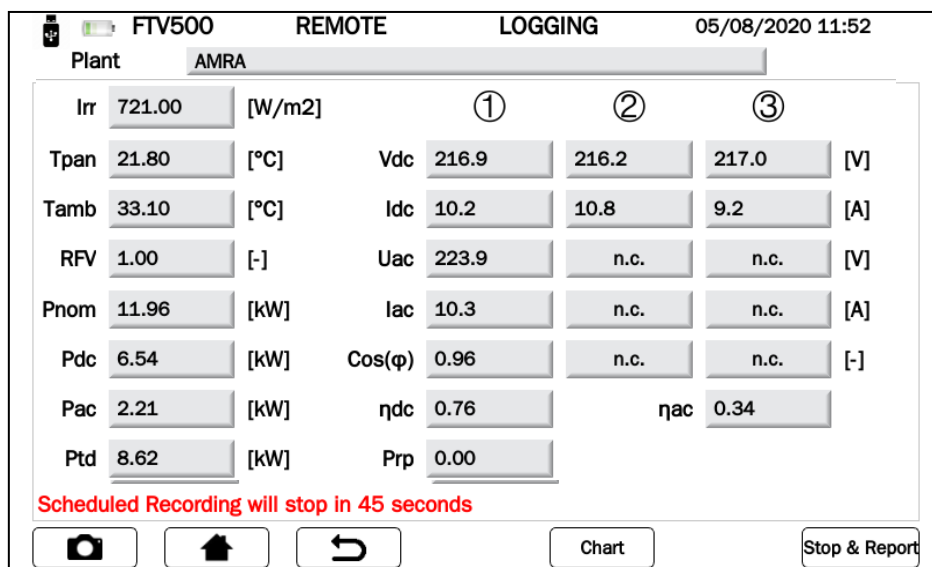 FTV500 REMOTE LOGGING 05/08/2020 11:52
Plant AMRA
Irr 721.00 [W/m2] ① ② ③
Tpan 21.80 [°C] Vdc 216.9 216.2 217.0 [V]
Tamb 33.10 [°C] Idc 10.2 10.8 9.2 [A]
RFV 1.00 [-] Uac 223.9 n.c. n.c. [V]
Pnom 11.96 [kW] Iac 10.3 n.c. n.c. [A]
Pdc 6.54 [kW] Cos(φ) 0.96 n.c. n.c. [-]
Pac 2.21 [kW] ηdc 0.76 ηac 0.34
Ptd 8.62 [kW] Prp 0.00
Scheduled Recording will stop in 45 seconds
Chart Stop & Report